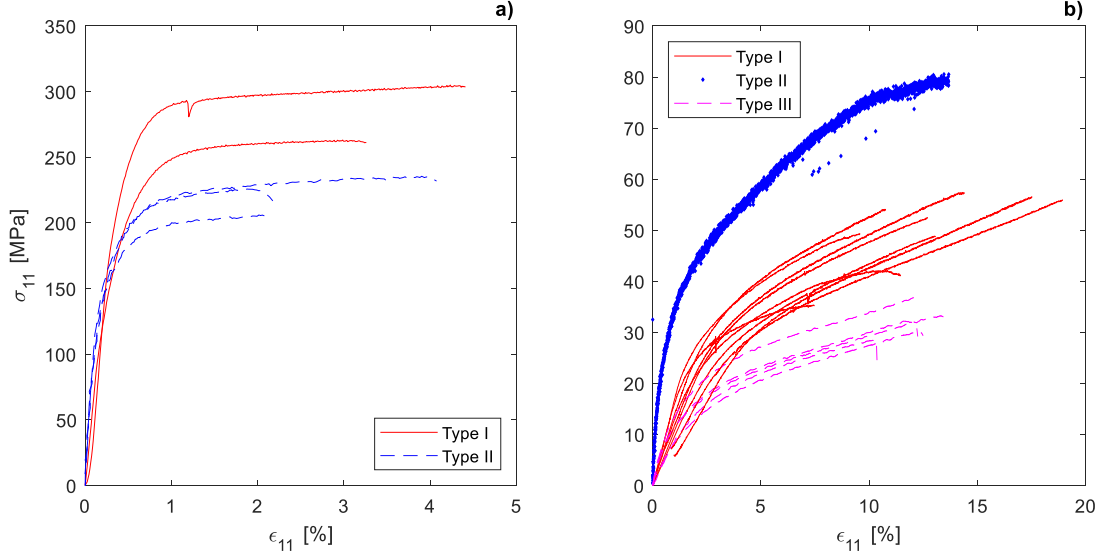 a)
350
300
250
200
150
100
50
0
σ11 [MPa]
Type I
Type II
0 1 2 3 4 5
ϵ11 [%]
b)
90
80
70
60
50
40
30
20
10
0
Type I
Type II
Type III
0 5 10 15 20
ϵ11 [%]